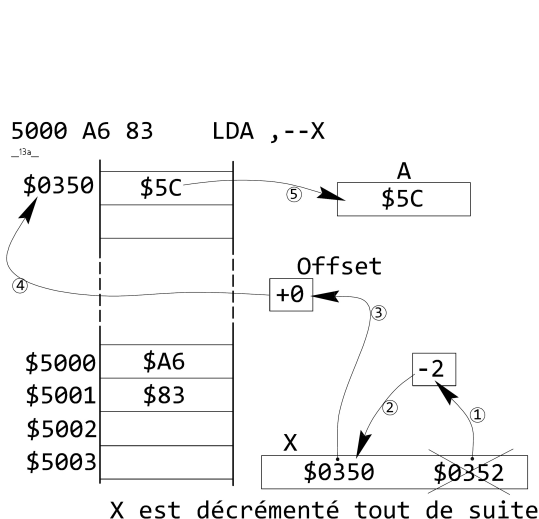 5000 A6 83 LDA ,--X
_13a_
A
$0350 $5C ⑤ $5C
Offset
④ +0 ③
$5000 $A6 -2
$5001 $83 ② ①
$5002
X
$5003 $0350 $0352
X est décrémenté tout de suite